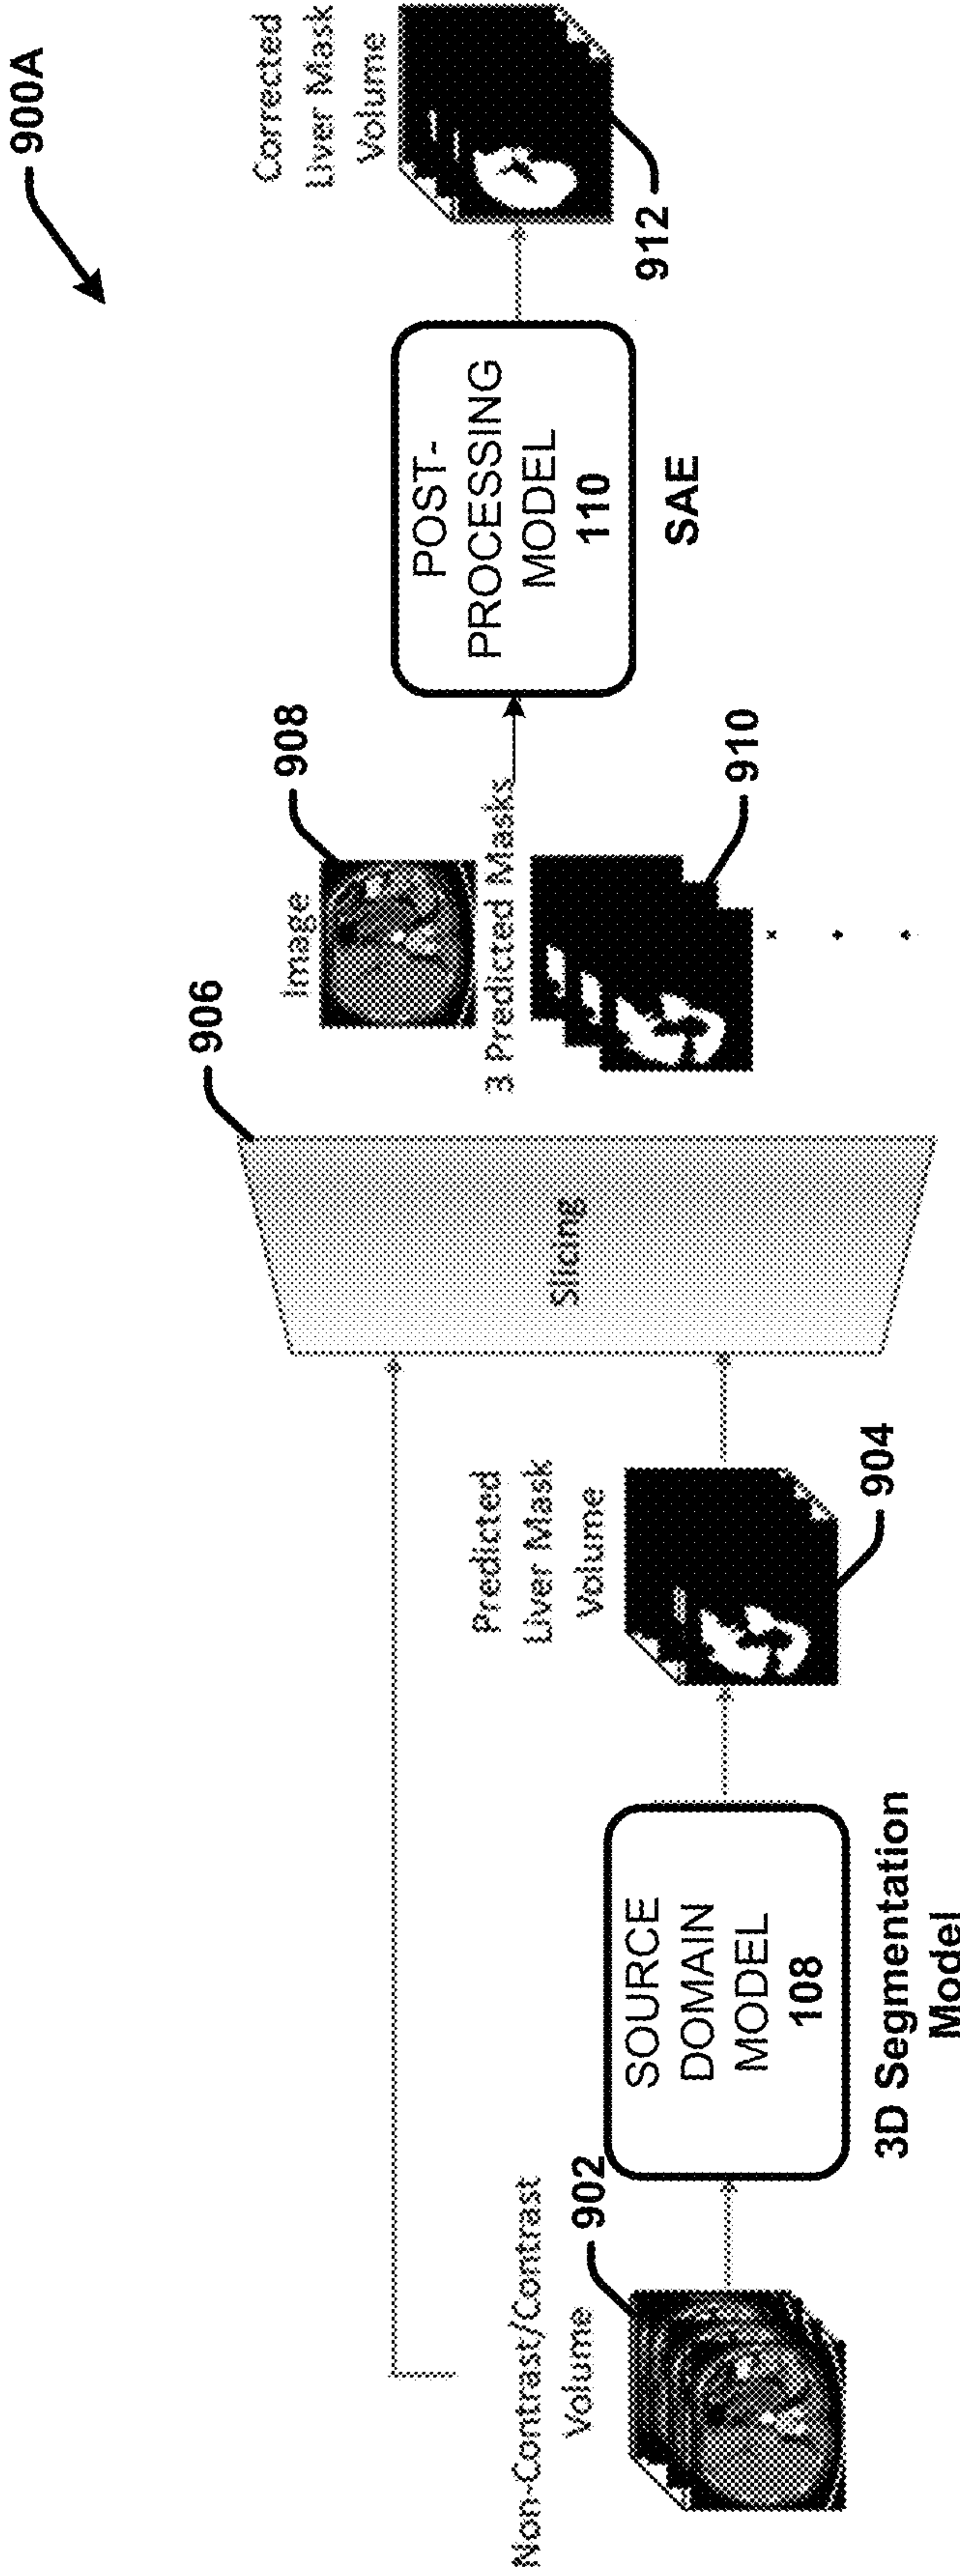 900A
Non-Contrast/Contrast
Volume
902
SOURCE
DOMAIN
MODEL
108
3D Segmentation
Model
Predicted
Liver Mask
Volume
904
Slicing
906
Image
908
3 Predicted Masks
910
POST-
PROCESSING
MODEL
110
SAE
Corrected
Liver Mask
Volume
912